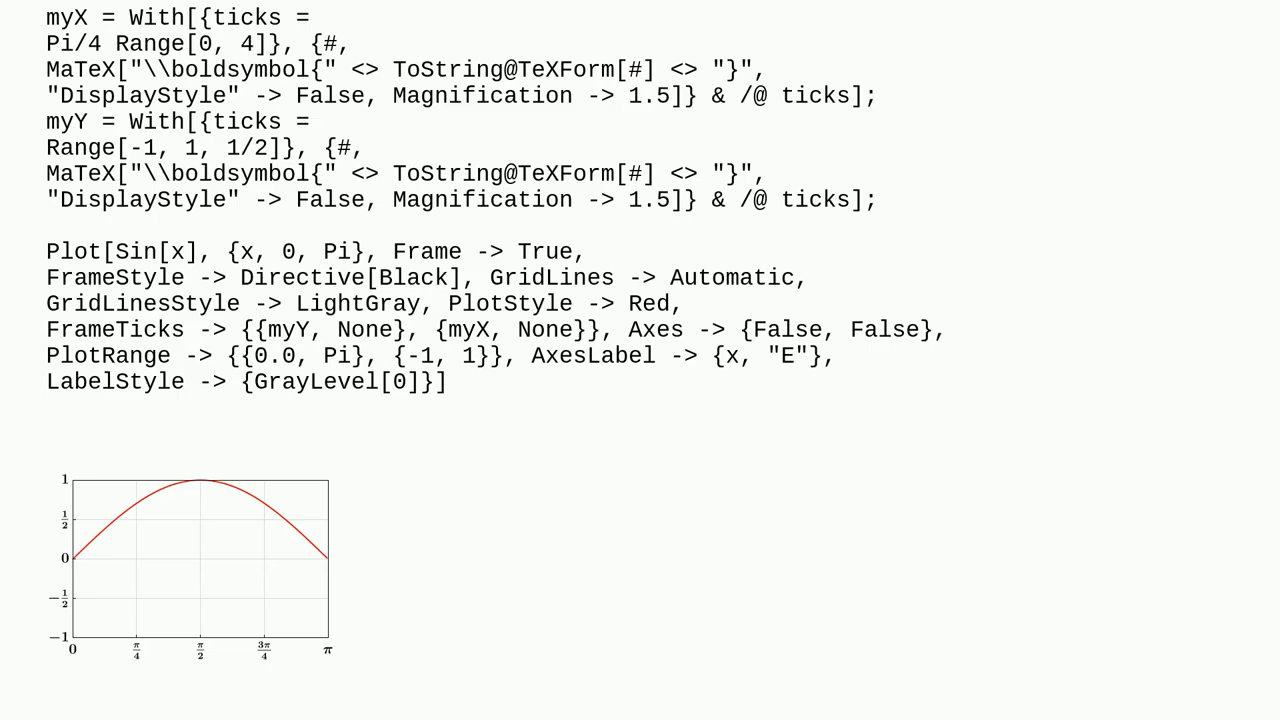 myX = With[{ticks =
Pi/4 Range[0, 4]}, {#,
MaTeX["\\boldsymbol{" <> ToString@TeXForm[#] <> "}",
"DisplayStyle" -> False, Magnification -> 1.5]} & /@ ticks];
myY = With[{ticks =
Range[-1, 1, 1/2]}, {#,
MaTeX["\\boldsymbol{" <> ToString@TeXForm[#] <> "}",
"DisplayStyle" -> False, Magnification -> 1.5]} & /@ ticks];
Plot[Sin[x], {x, 0, Pi}, Frame -> True,
FrameStyle -> Directive[Black], GridLines -> Automatic,
GridLinesStyle -> LightGray, PlotStyle -> Red,
FrameTicks -> {{myY, None}, {myX, None}}, Axes -> {False, False},
PlotRange -> {{0.0, Pi}, {-1, 1}}, AxesLabel -> {x, "E"},
LabelStyle -> {GrayLevel[0]}]
1
1/2
0
−1/2
−1
0 π/4 π/2 3π/4 π